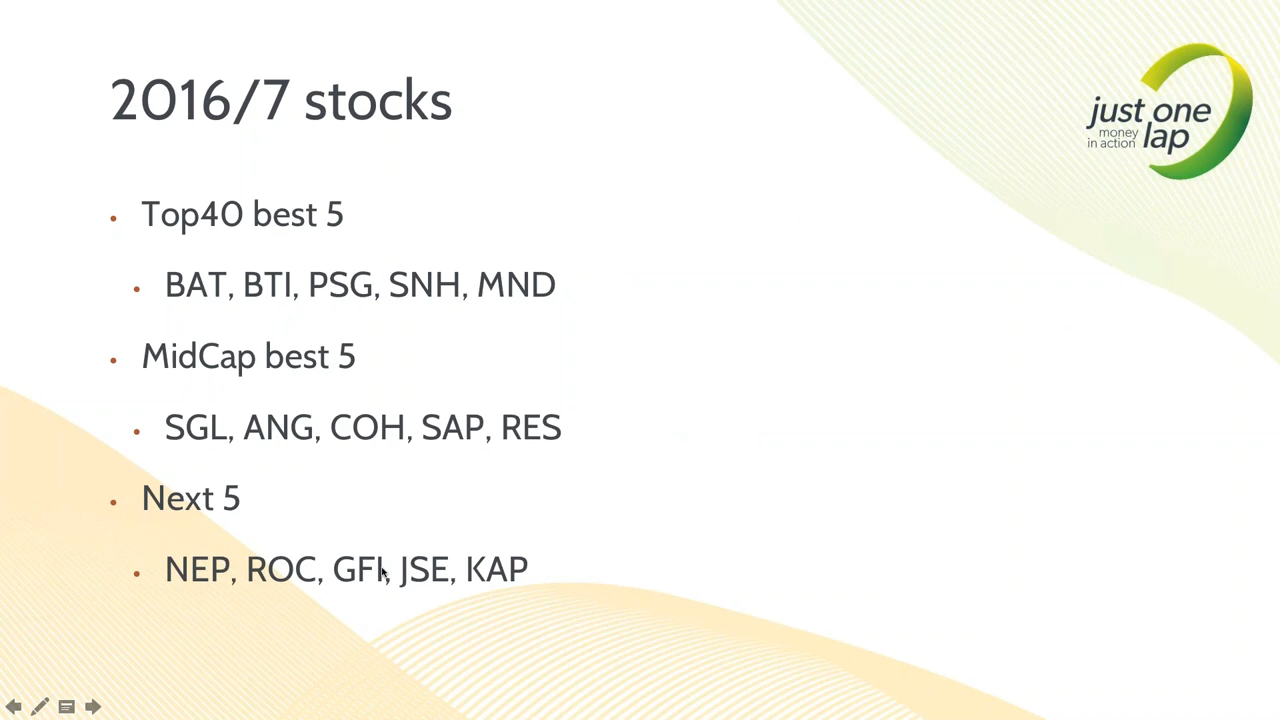 2016/7 stocks
just one
money
in action
lap
• Top40 best 5
• BAT, BTI, PSG, SNH, MND
• MidCap best 5
• SGL, ANG, COH, SAP, RES
• Next 5
• NEP, ROC, GFI, JSE, KAP